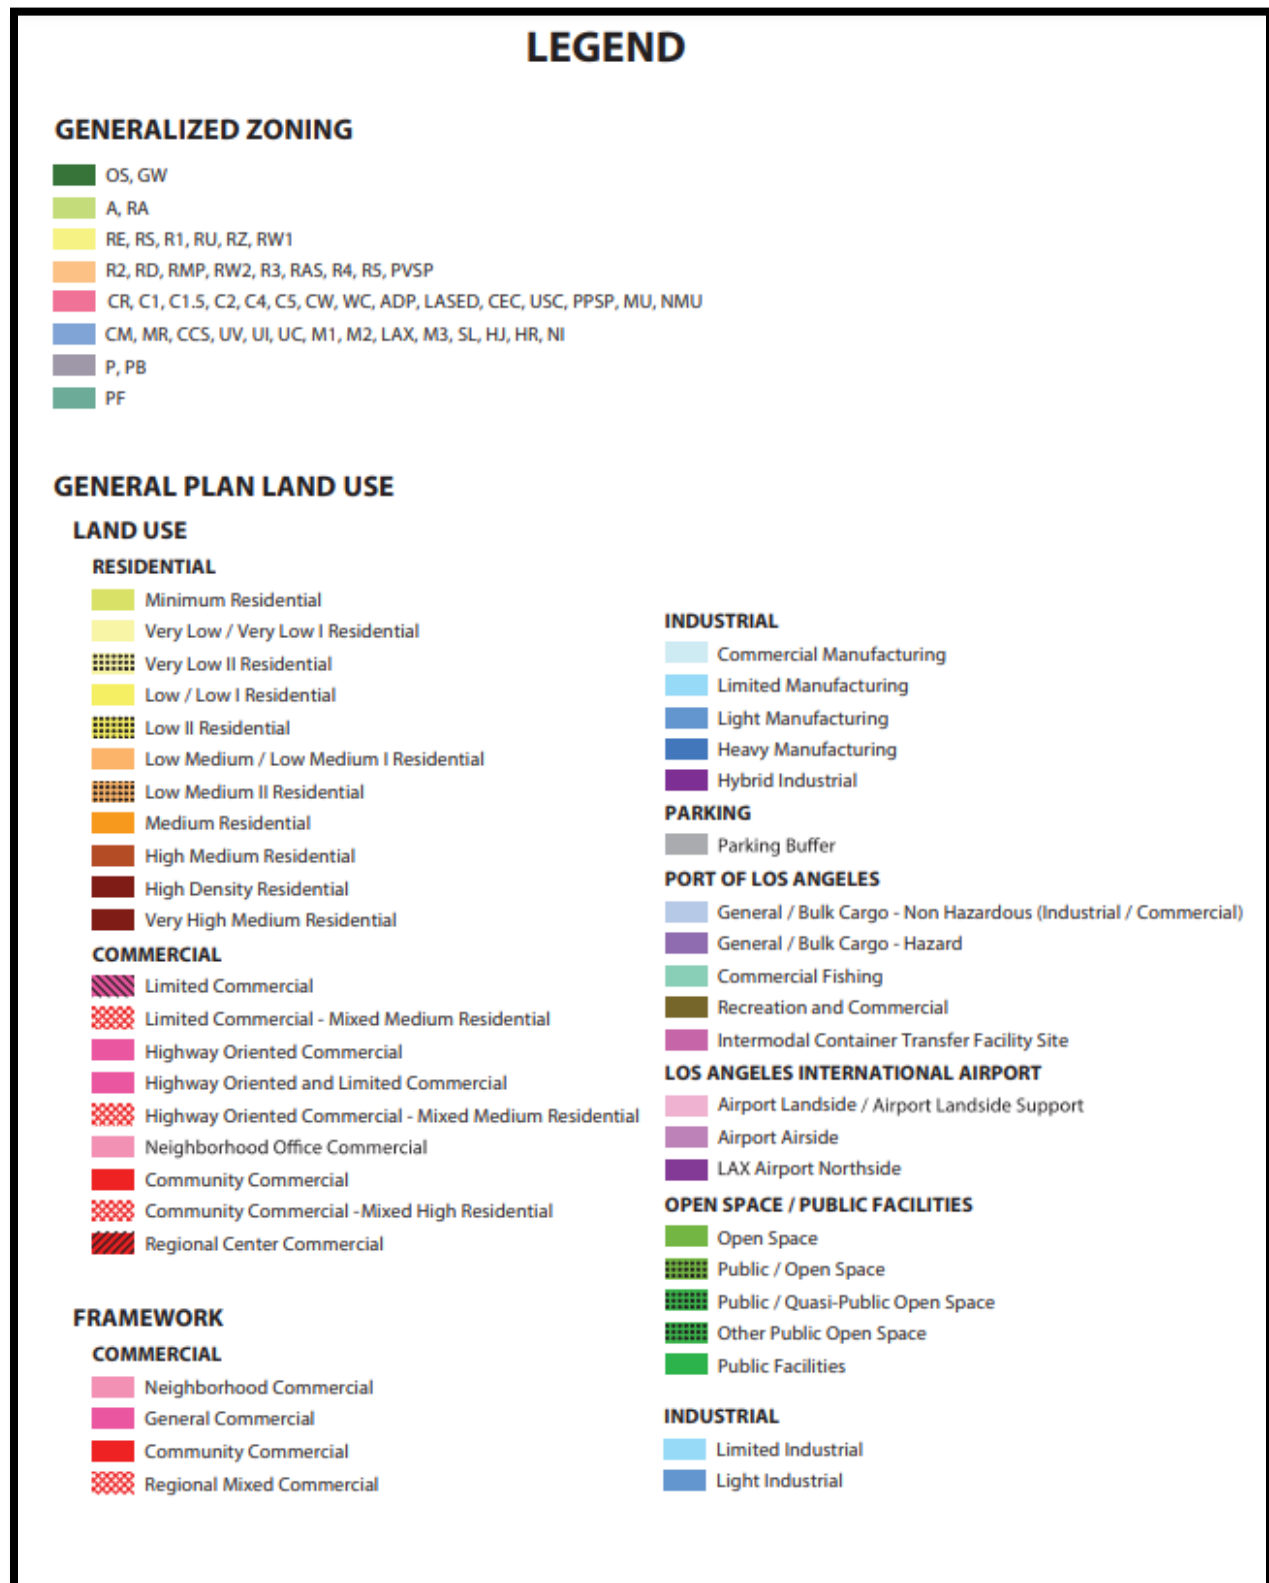 LEGEND
GENERALIZED ZONING
OS, GW
A, RA
RE, RS, R1, RU, RZ, RW1
R2, RD, RMP, RW2, R3, RAS, R4, R5, PVSP
CR, C1, C1.5, C2, C4, C5, CW, WC, ADP, LASED, CEC, USC, PPSP, MU, NMU
CM, MR, CCS, UV, UI, UC, M1, M2, LAX, M3, SL, HJ, HR, NI
P, PB
PF
GENERAL PLAN LAND USE
LAND USE
RESIDENTIAL
Minimum Residential
Very Low / Very Low I Residential
Very Low II Residential
Low / Low I Residential
Low II Residential
Low Medium / Low Medium I Residential
Low Medium II Residential
Medium Residential
High Medium Residential
High Density Residential
Very High Medium Residential
COMMERCIAL
Limited Commercial
Limited Commercial - Mixed Medium Residential
Highway Oriented Commercial
Highway Oriented and Limited Commercial
Highway Oriented Commercial - Mixed Medium Residential
Neighborhood Office Commercial
Community Commercial
Community Commercial -Mixed High Residential
Regional Center Commercial
FRAMEWORK
COMMERCIAL
Neighborhood Commercial
General Commercial
Community Commercial
Regional Mixed Commercial
INDUSTRIAL
Commercial Manufacturing
Limited Manufacturing
Light Manufacturing
Heavy Manufacturing
Hybrid Industrial
PARKING
Parking Buffer
PORT OF LOS ANGELES
General / Bulk Cargo - Non Hazardous (Industrial / Commercial)
General / Bulk Cargo - Hazard
Commercial Fishing
Recreation and Commercial
Intermodal Container Transfer Facility Site
LOS ANGELES INTERNATIONAL AIRPORT
Airport Landside / Airport Landside Support
Airport Airside
LAX Airport Northside
OPEN SPACE / PUBLIC FACILITIES
Open Space
Public / Open Space
Public / Quasi-Public Open Space
Other Public Open Space
Public Facilities
INDUSTRIAL
Limited Industrial
Light Industrial